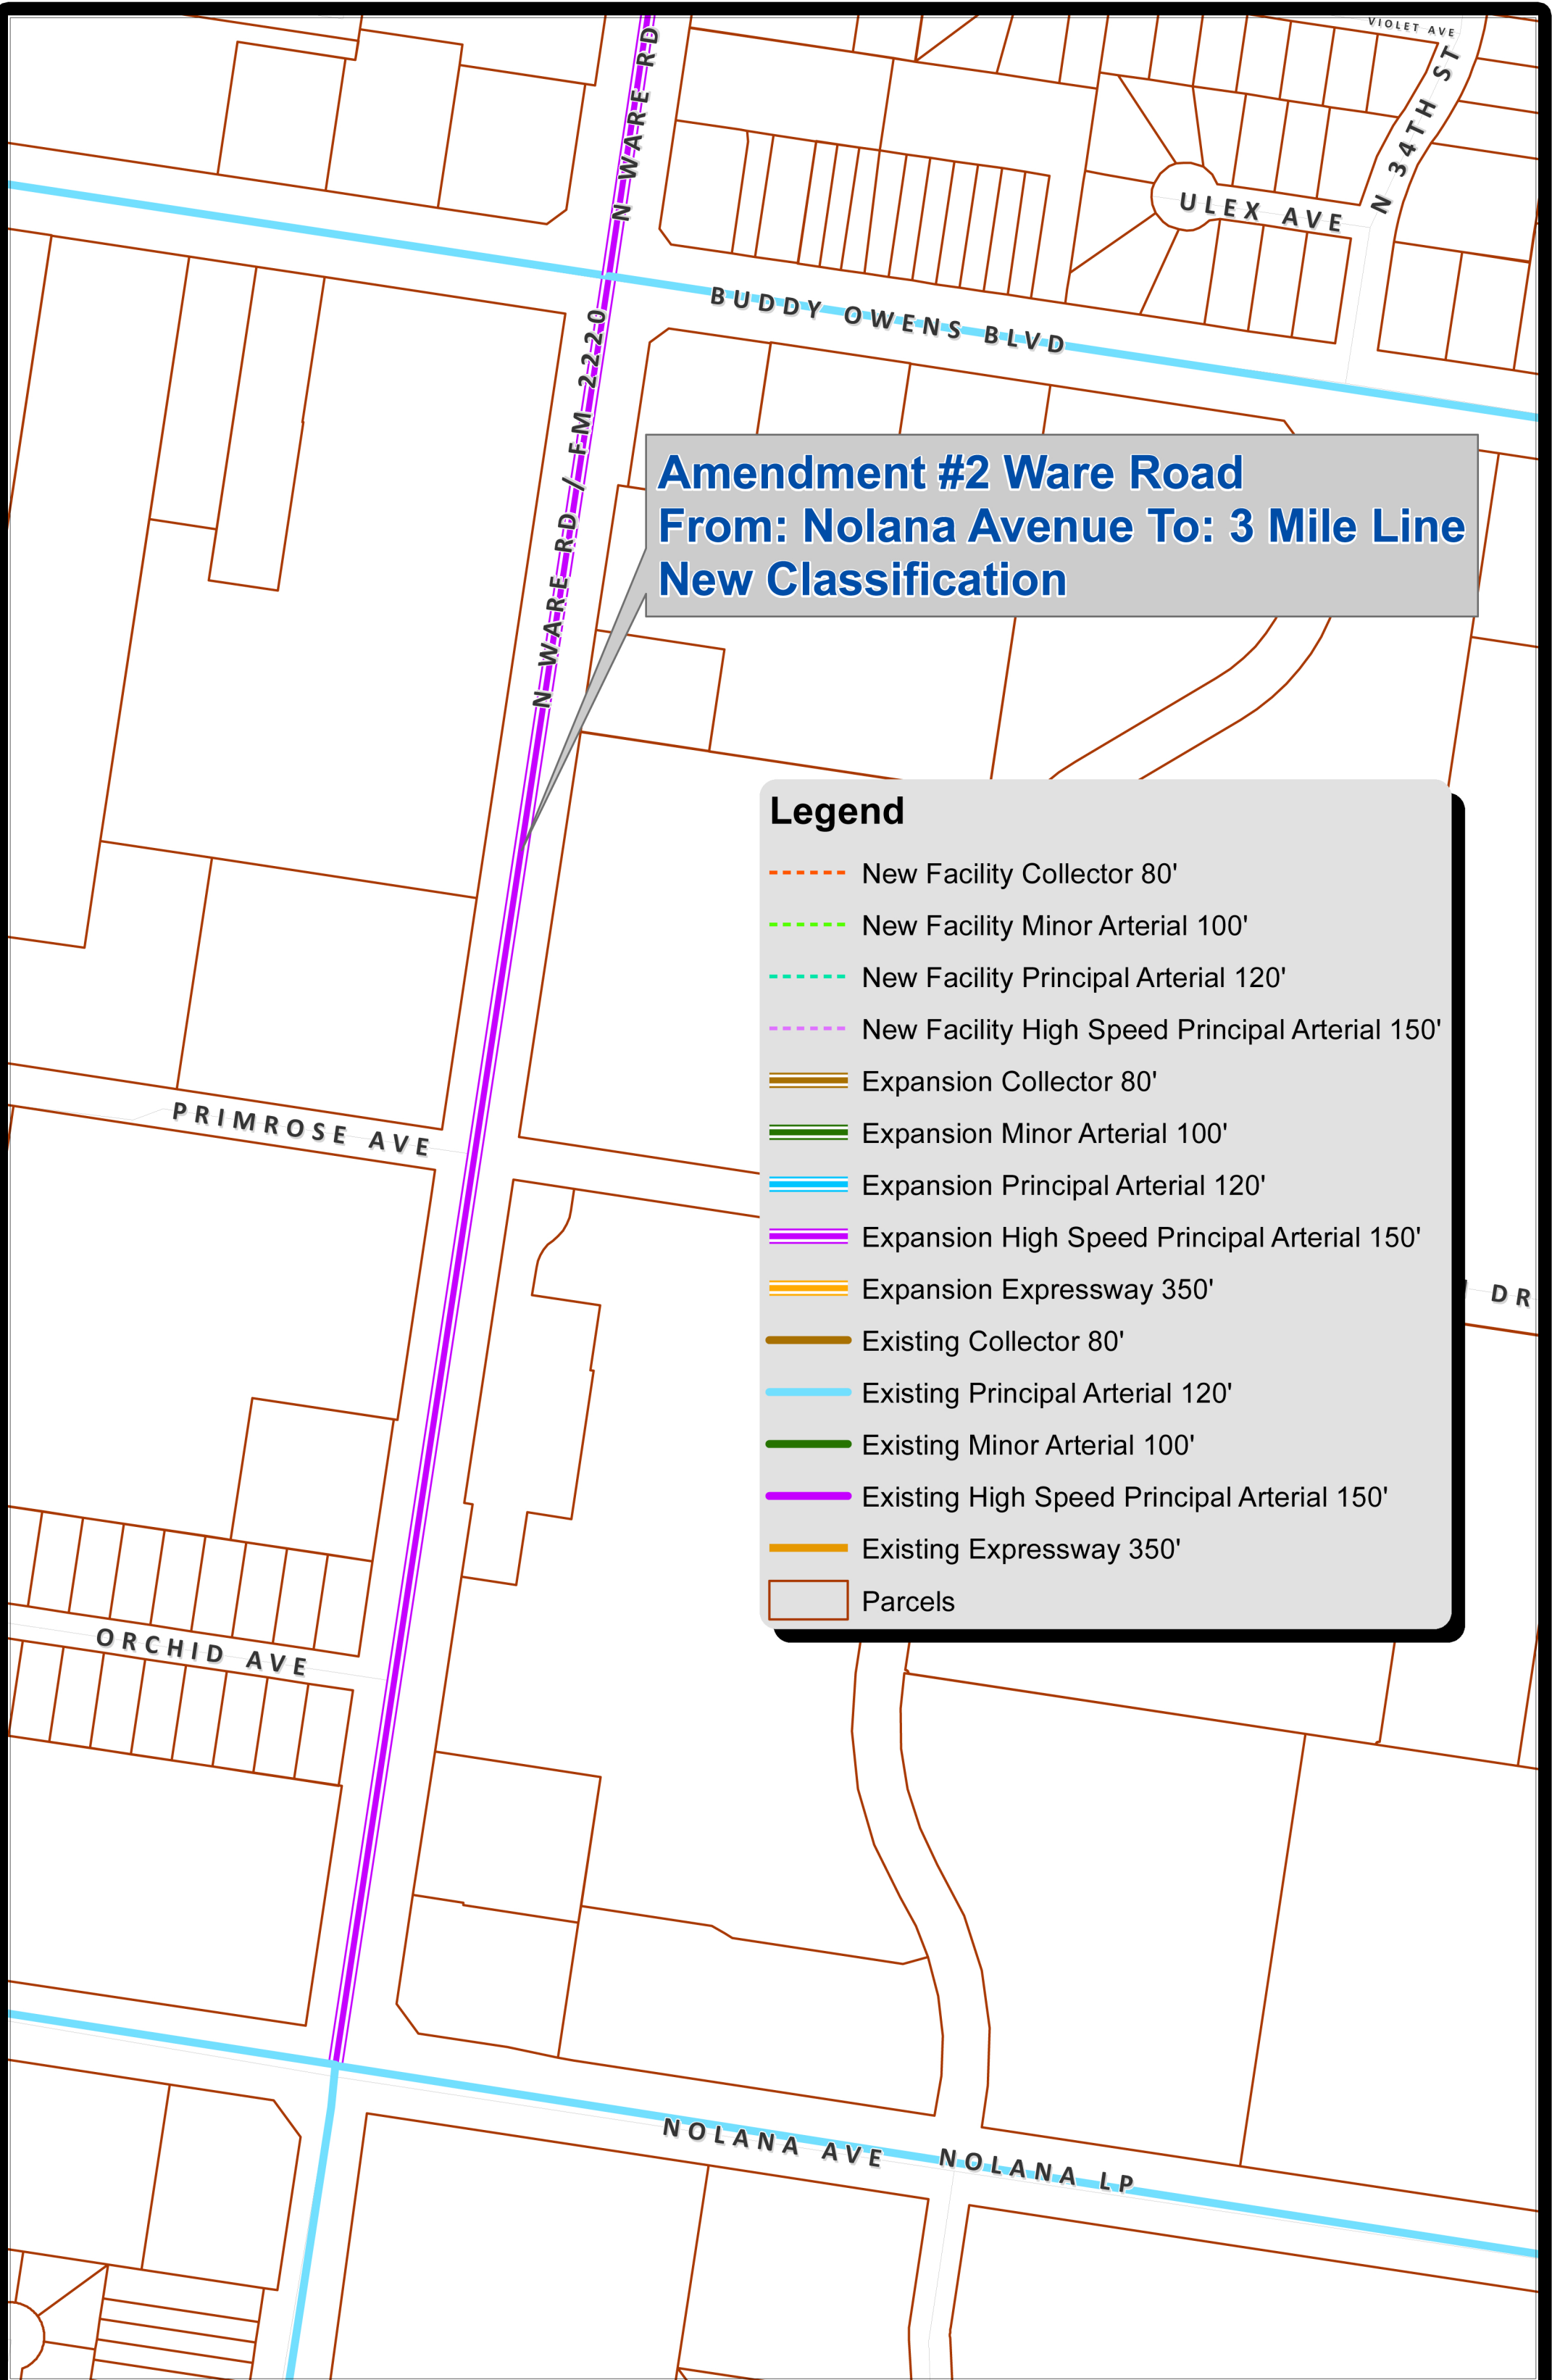 VIOLET AVE
N WARE RD
N 34TH ST
ULEX AVE
BUDDY OWENS BLVD
N WARE RD / FM 2220
Amendment #2 Ware Road
From: Nolana Avenue To: 3 Mile Line
New Classification
Legend
New Facility Collector 80'
New Facility Minor Arterial 100'
New Facility Principal Arterial 120'
New Facility High Speed Principal Arterial 150'
Expansion Collector 80'
Expansion Minor Arterial 100'
Expansion Principal Arterial 120'
Expansion High Speed Principal Arterial 150'
Expansion Expressway 350'
Existing Collector 80'
Existing Principal Arterial 120'
Existing Minor Arterial 100'
Existing High Speed Principal Arterial 150'
Existing Expressway 350'
Parcels
PRIMROSE AVE
DR
ORCHID AVE
NOLANA AVE
NOLANA LP